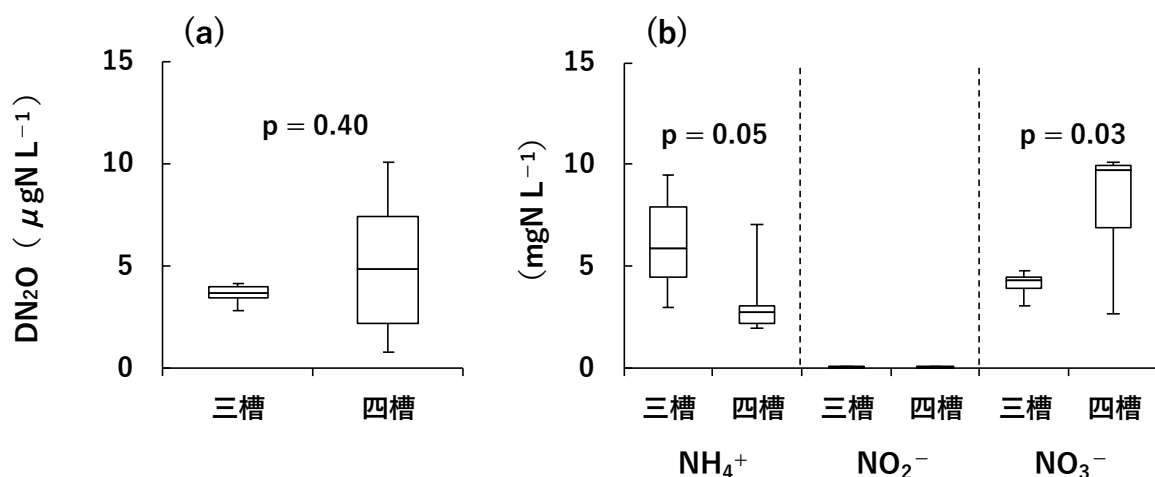 (a)
15
10
5
0
DN₂O ( μgN L⁻¹)
p = 0.40
三槽 四槽
(b)
15
10
5
0
(mgN L⁻¹)
p = 0.05
p = 0.03
三槽 四槽 三槽 四槽 三槽 四槽
NH₄⁺ NO₂⁻ NO₃⁻